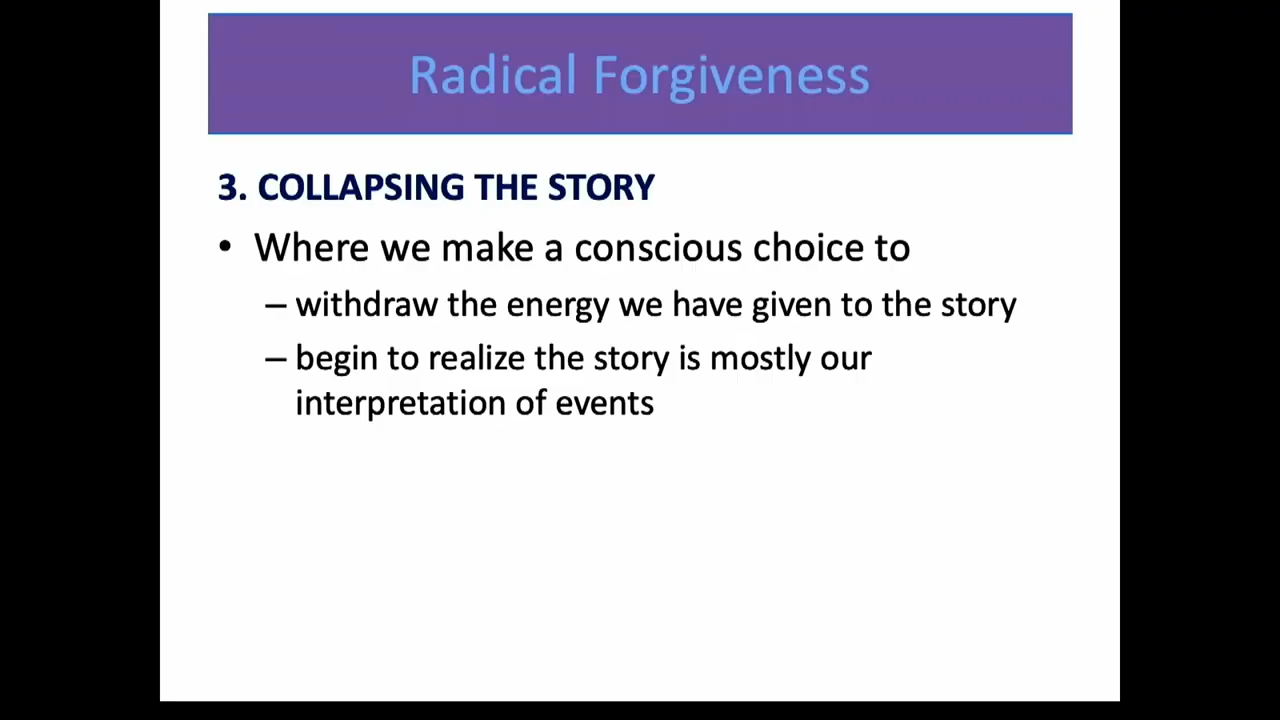 Radical Forgiveness
3. COLLAPSING THE STORY
• Where we make a conscious choice to
– withdraw the energy we have given to the story
– begin to realize the story is mostly our
interpretation of events